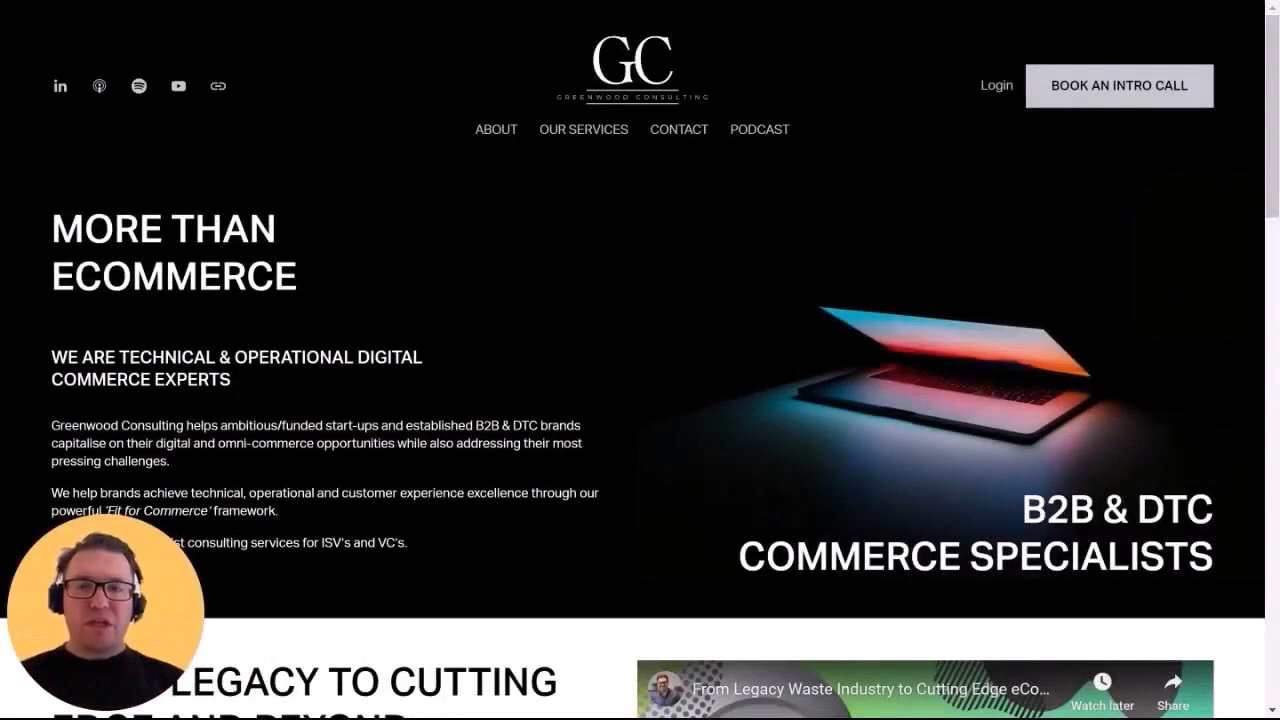 GC
GREENWOOD CONSULTING
Login
BOOK AN INTRO CALL
ABOUT
OUR SERVICES
CONTACT
PODCAST
MORE THAN
ECOMMERCE
WE ARE TECHNICAL & OPERATIONAL DIGITAL
COMMERCE EXPERTS
Greenwood Consulting helps ambitious/funded start-ups and established B2B & DTC brands
capitalise on their digital and omni-commerce opportunities while also addressing their most
pressing challenges.
We help brands achieve technical, operational and customer experience excellence through our
powerful 'Fit for Commerce' framework.
consulting services for ISV's and VC's.
B2B & DTC
COMMERCE SPECIALISTS
LEGACY TO CUTTING
EDGE AND BEYOND
From Legacy Waste Industry to Cutting Edge eCo...
Watch later
Share